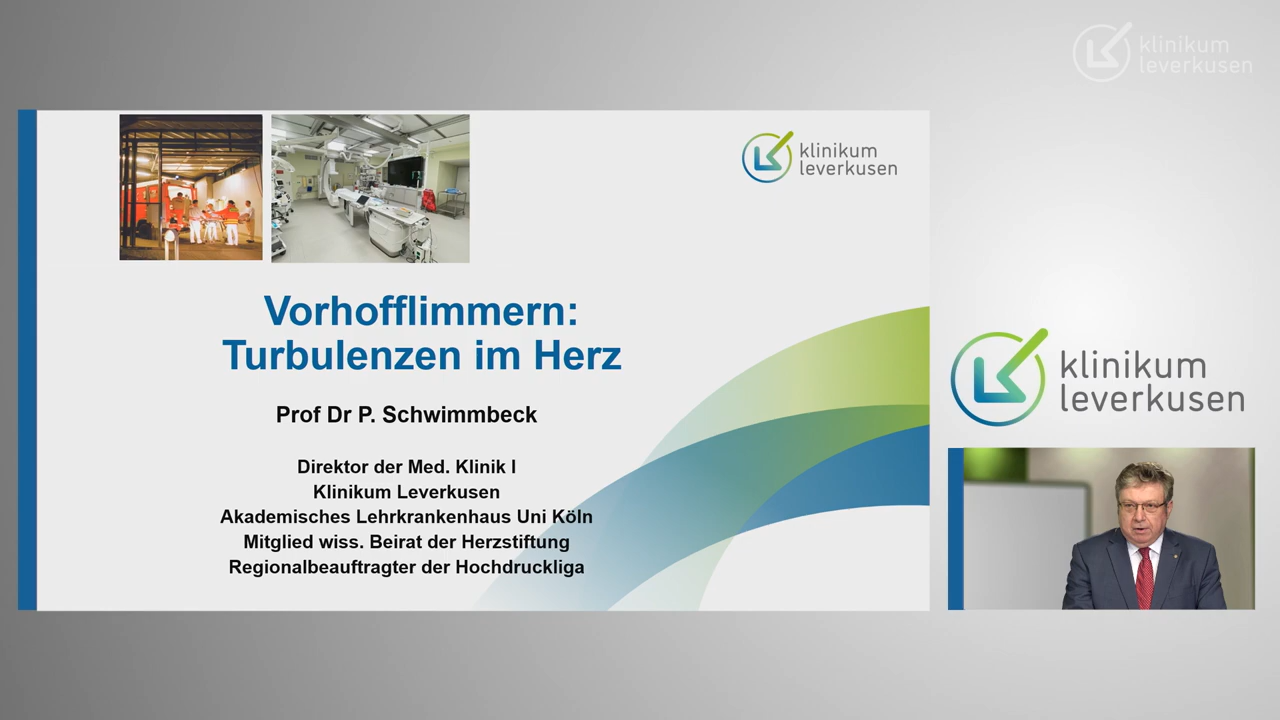 klinikum
leverkusen
klinikum
leverkusen
Vorhofflimmern:
Turbulenzen im Herz
Prof Dr P. Schwimmbeck
Direktor der Med. Klinik I
Klinikum Leverkusen
Akademisches Lehrkrankenhaus Uni Köln
Mitglied wiss. Beirat der Herzstiftung
Regionalbeauftragter der Hochdruckliga
klinikum
leverkusen